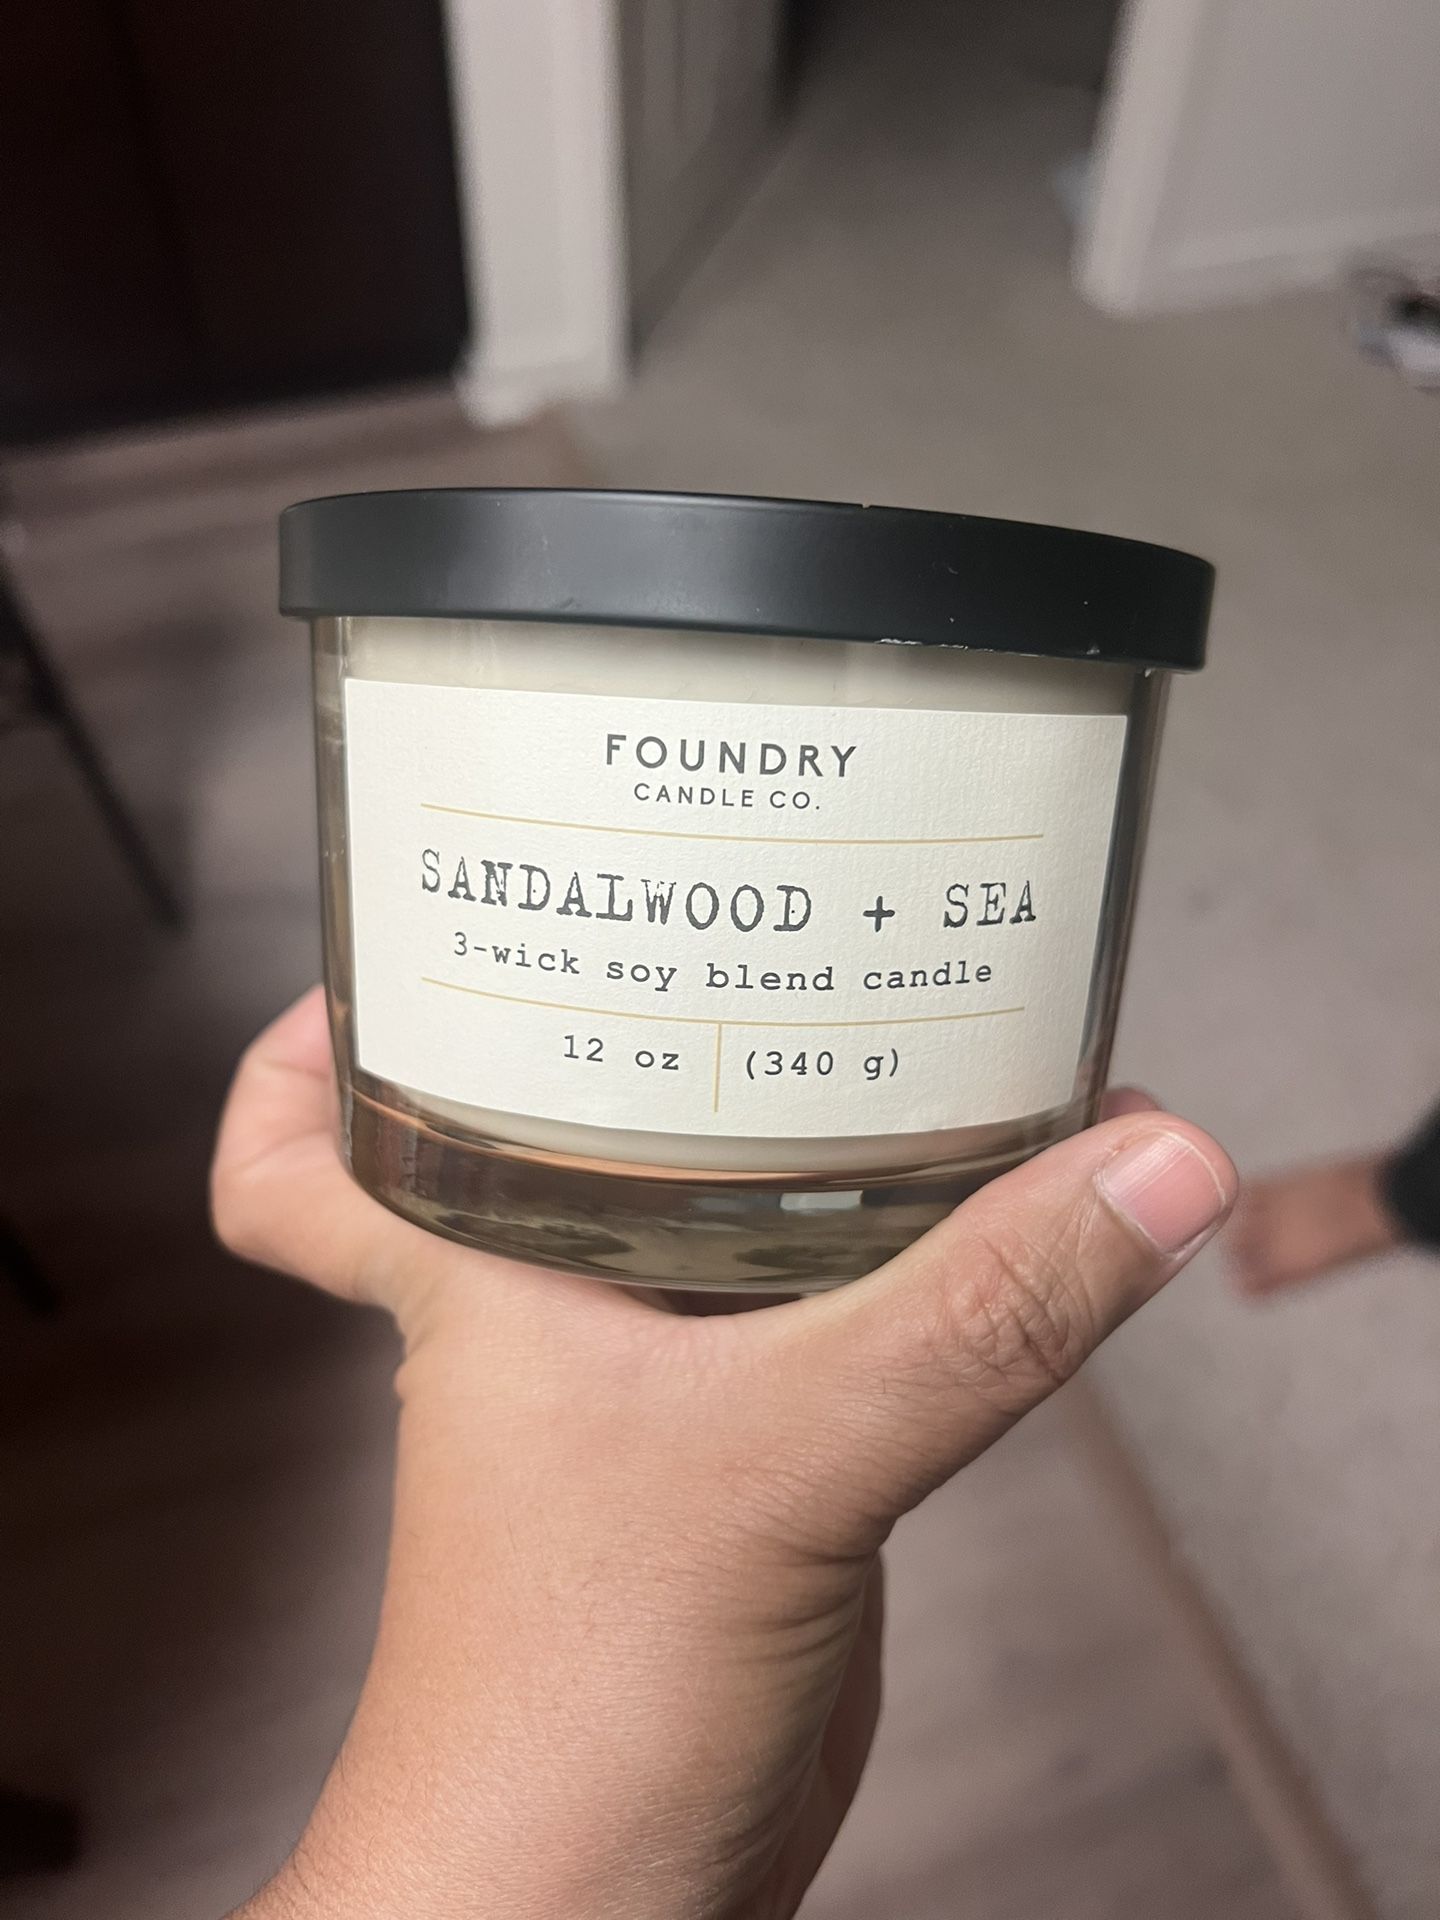 FOUNDRY
CANDLE CO.
SANDALWOOD + SEA
3-wick soy blend candle
12 oz (340 g)